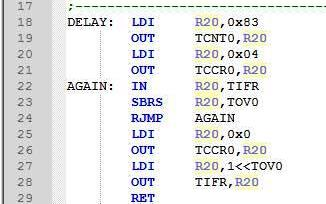 17 ;-----------------------------------
18 DELAY: LDI R20,0x83
19 OUT TCNT0,R20
20 LDI R20,0x04
21 OUT TCCR0,R20
22 AGAIN: IN R20,TIFR
23 SBRS R20,TOV0
24 RJMP AGAIN
25 LDI R20,0x0
26 OUT TCCR0,R20
27 LDI R20,1<<TOV0
28 OUT TIFR,R20
29 RET